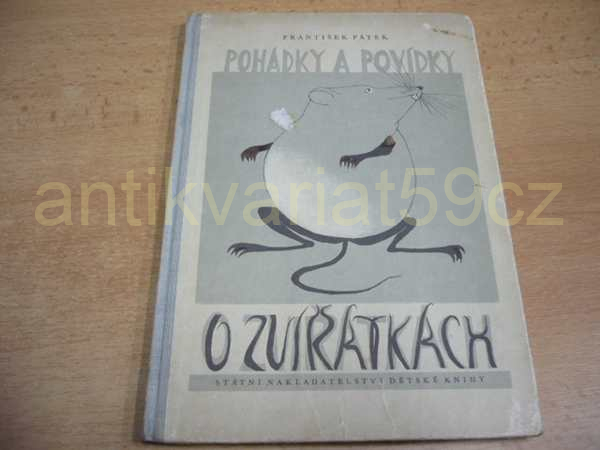 FRANTIŠEK PÁTEK
POHÁDKY A POVÍDKY
antikvariat59cz
O ZVÍŘÁTKÁCH
STÁTNÍ NAKLADATELSTVÍ DĚTSKÉ KNIHY